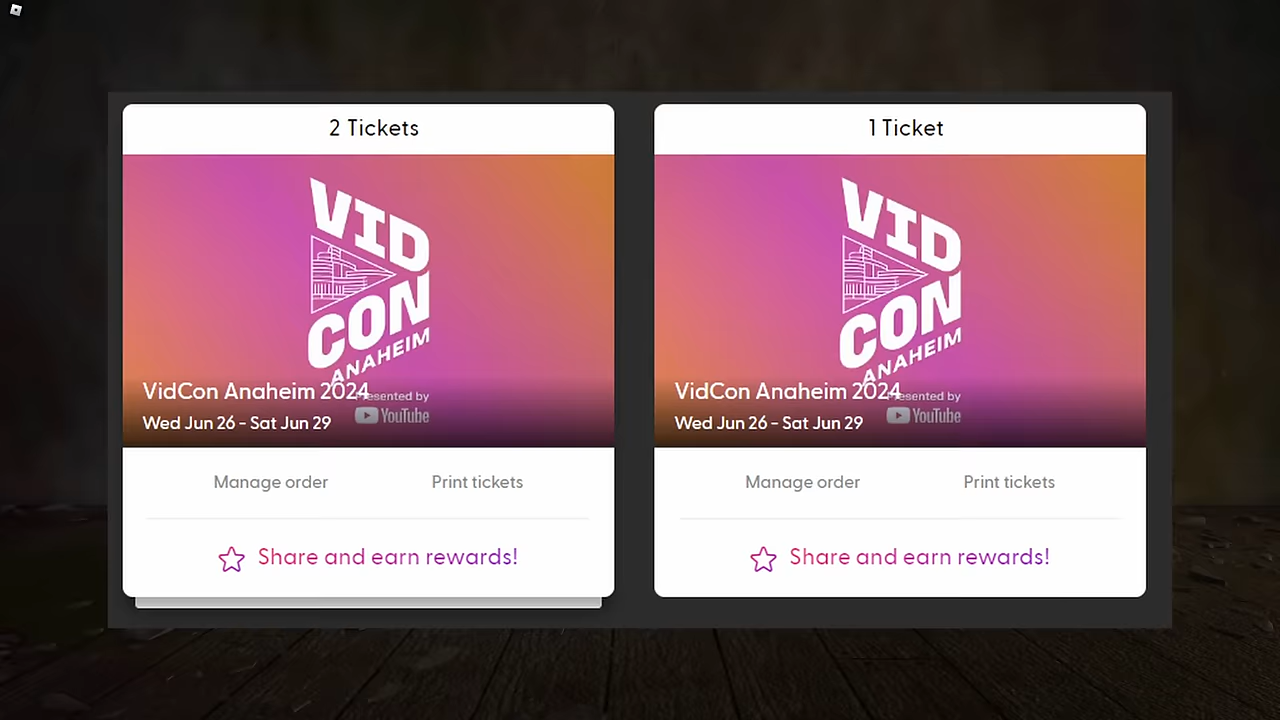 2 Tickets
VID
CON
ANAHEIM
VidCon Anaheim 2024
esented by
YouTube
Wed Jun 26 - Sat Jun 29
Manage order
Print tickets
Share and earn rewards!
1 Ticket
VID
CON
ANAHEIM
VidCon Anaheim 2024
esented by
YouTube
Wed Jun 26 - Sat Jun 29
Manage order
Print tickets
Share and earn rewards!